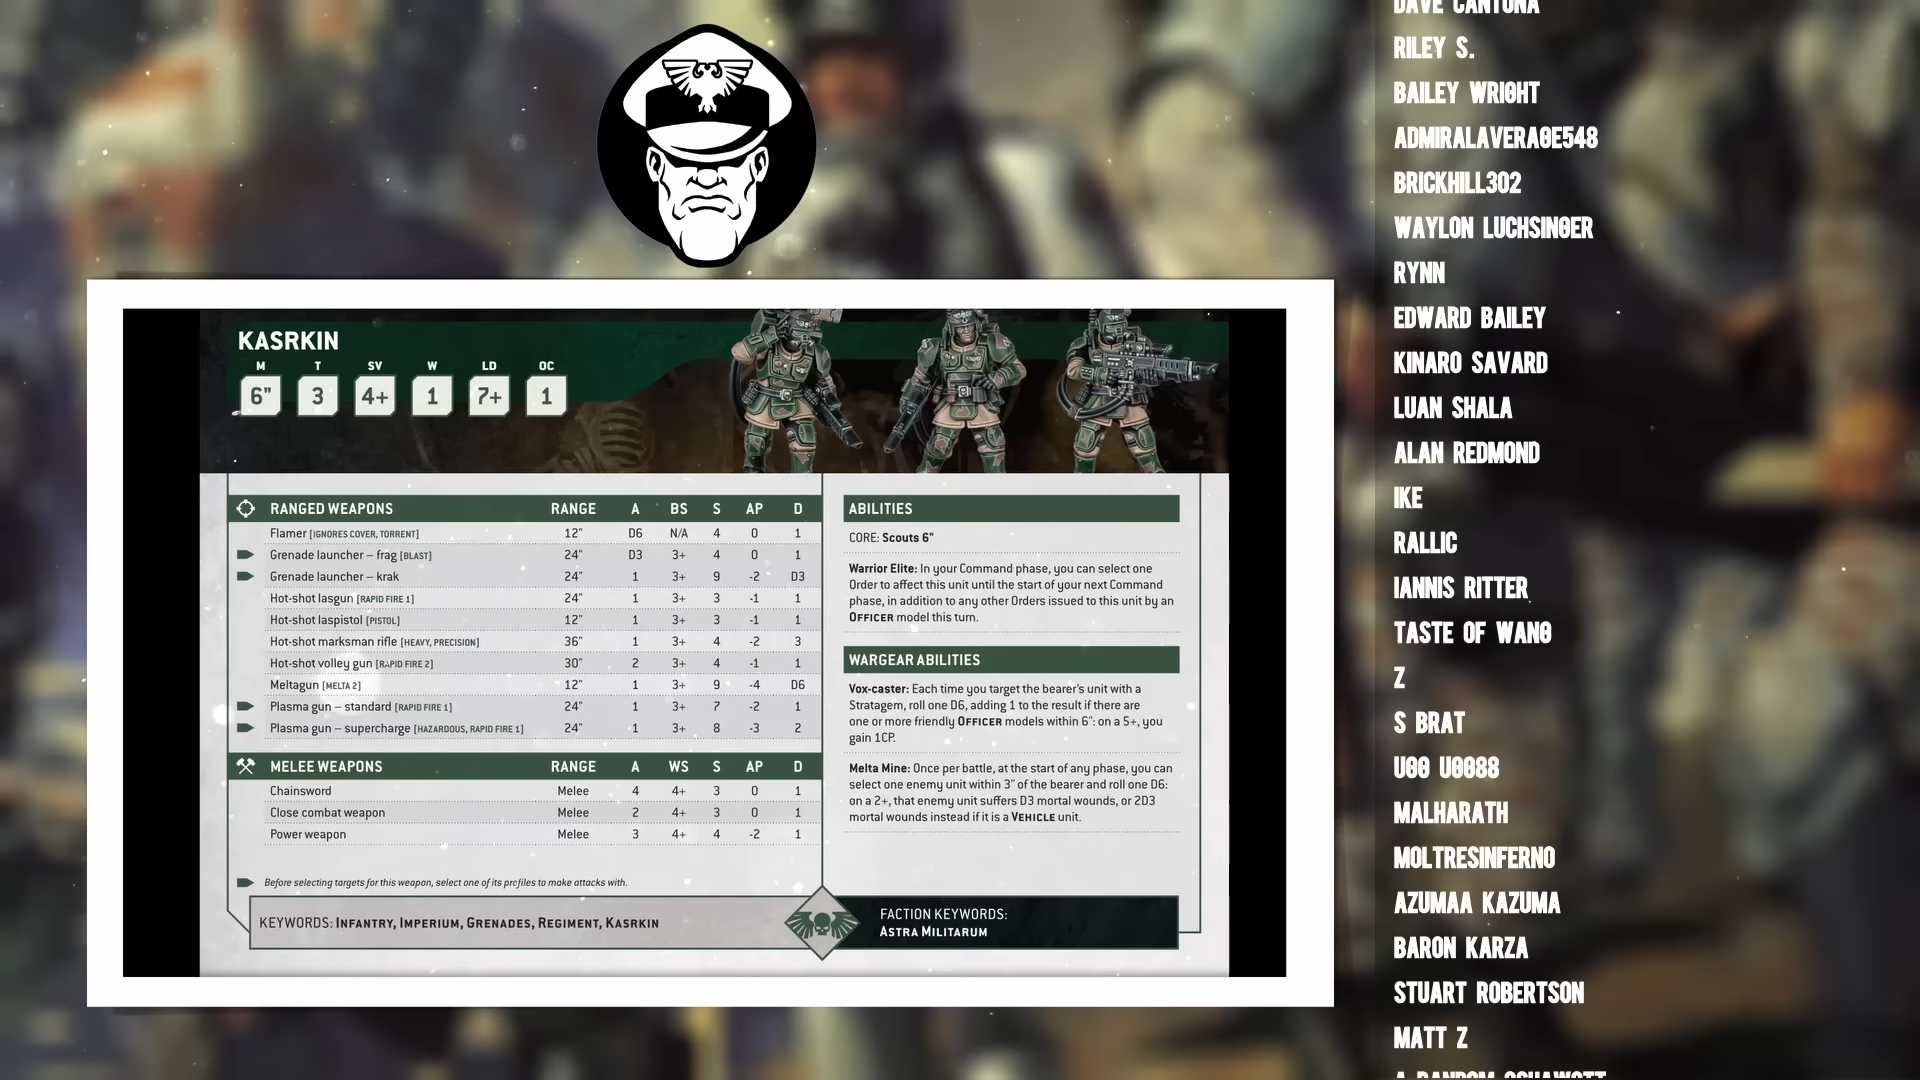 KASRKIN
M T SV W LD OC
6" 3 4+ 1 7+ 1
RANGED WEAPONS RANGE A BS S AP D
Flamer [IGNORES COVER, TORRENT] 12" D6 N/A 4 0 1
Grenade launcher – frag [BLAST] 24" D3 3+ 4 0 1
Grenade launcher – krak 24" 1 3+ 9 -2 D3
Hot-shot lasgun [RAPID FIRE 1] 24" 1 3+ 3 -1 1
Hot-shot laspistol [PISTOL] 12" 1 3+ 3 -1 1
Hot-shot marksman rifle [HEAVY, PRECISION] 36" 1 3+ 4 -2 3
Hot-shot volley gun [RAPID FIRE 2] 30" 2 3+ 4 -1 1
Meltagun [MELTA 2] 12" 1 3+ 9 -4 D6
Plasma gun – standard [RAPID FIRE 1] 24" 1 3+ 7 -2 1
Plasma gun – supercharge [HAZARDOUS, RAPID FIRE 1] 24" 1 3+ 8 -3 2
MELEE WEAPONS RANGE A WS S AP D
Chainsword Melee 4 4+ 3 0 1
Close combat weapon Melee 2 4+ 3 0 1
Power weapon Melee 3 4+ 4 -2 1
Before selecting targets for this weapon, select one of its profiles to make attacks with.
KEYWORDS: INFANTRY, IMPERIUM, GRENADES, REGIMENT, KASRKIN
ABILITIES
CORE: Scouts 6"
Warrior Elite: In your Command phase, you can select one
Order to affect this unit until the start of your next Command
phase, in addition to any other Orders issued to this unit by an
OFFICER model this turn.
WARGEAR ABILITIES
Vox-caster: Each time you target the bearer's unit with a
Stratagem, roll one D6, adding 1 to the result if there are
one or more friendly OFFICER models within 6": on a 5+, you
gain 1CP.
Melta Mine: Once per battle, at the start of any phase, you can
select one enemy unit within 3" of the bearer and roll one D6:
on a 2+, that enemy unit suffers D3 mortal wounds, or 2D3
mortal wounds instead if it is a VEHICLE unit.
FACTION KEYWORDS:
ASTRA MILITARUM
DAVE CANTONA
RILEY S.
BAILEY WRIGHT
ADMIRALAVERAGE548
BRICKHILL302
WAYLON LUCHSINGER
RYNN
EDWARD BAILEY
KINARO SAVARD
LUAN SHALA
ALAN REDMOND
IKE
RALLIC
IANNIS RITTER
TASTE OF WANG
Z
S BRAT
UGG UGG88
MALHARATH
MOLTRESINFERNO
AZUMAA KAZUMA
BARON KARZA
STUART ROBERTSON
MATT Z
A RANDOM OSHAWOTT